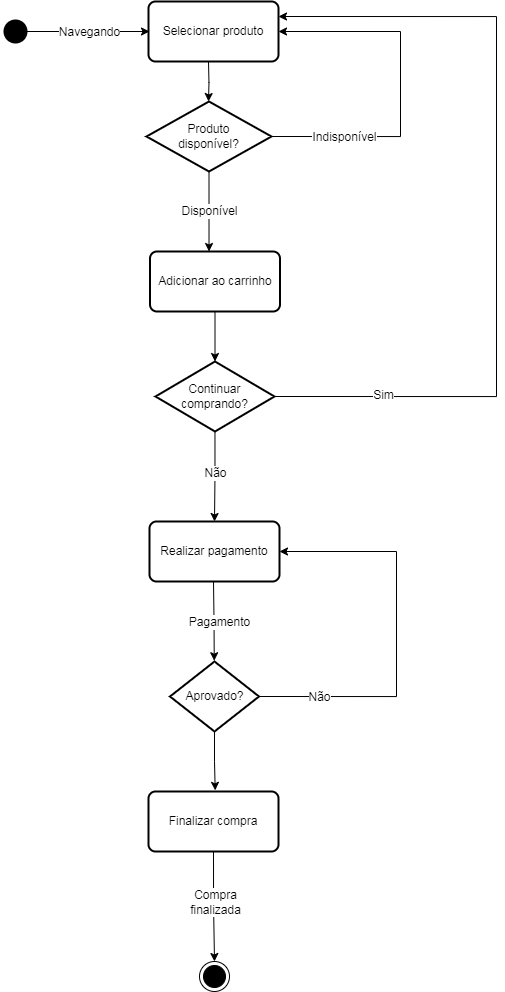 Navegando
Selecionar produto
Produto
disponível?
Indisponível
Disponível
Adicionar ao carrinho
Continuar
comprando?
Sim
Não
Realizar pagamento
Pagamento
Aprovado?
Não
Finalizar compra
Compra
finalizada